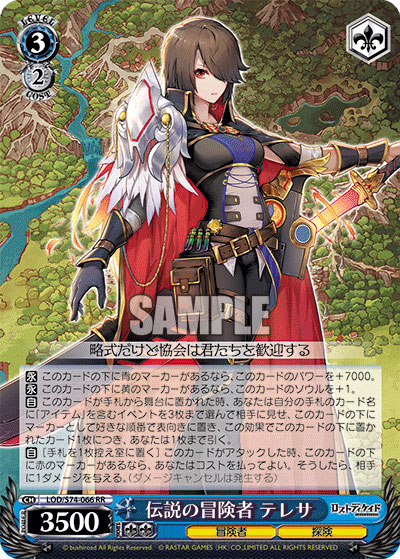 LEVEL
3
2
COST
SAMPLE
略式だけど協会は君たちを歓迎する
永 このカードの下に青のマーカーがあるなら、このカードのパワーを+7000。
永 このカードの下に黄のマーカーがあるなら、このカードのソウルを+1。
自 このカードが手札から舞台に置かれた時、あなたは自分の手札のカード名
に「アイテム」を含むイベントを3枚まで選んで相手に見せ、このカードの下に
マーカーとして好きな順番で表向きに置き、この効果でこのカードの下に置か
れたカード1枚につき、あなたは1枚まで引く。
自 [手札を1枚控室に置く] このカードがアタックした時、このカードの下
に赤のマーカーがあるなら、あなたはコストを払ってよい。そうしたら、相手
に1ダメージを与える。(ダメージキャンセルは発生する)
CH LOD/S74-066 RR
3500
伝説の冒険者 テレサ
ロストディケイド
冒険者
探険
© bushiroad All Rights Reserved.
© RASTAR GAMES (HK) CO.,LIMITED ALL RIGHTS RESERVED.